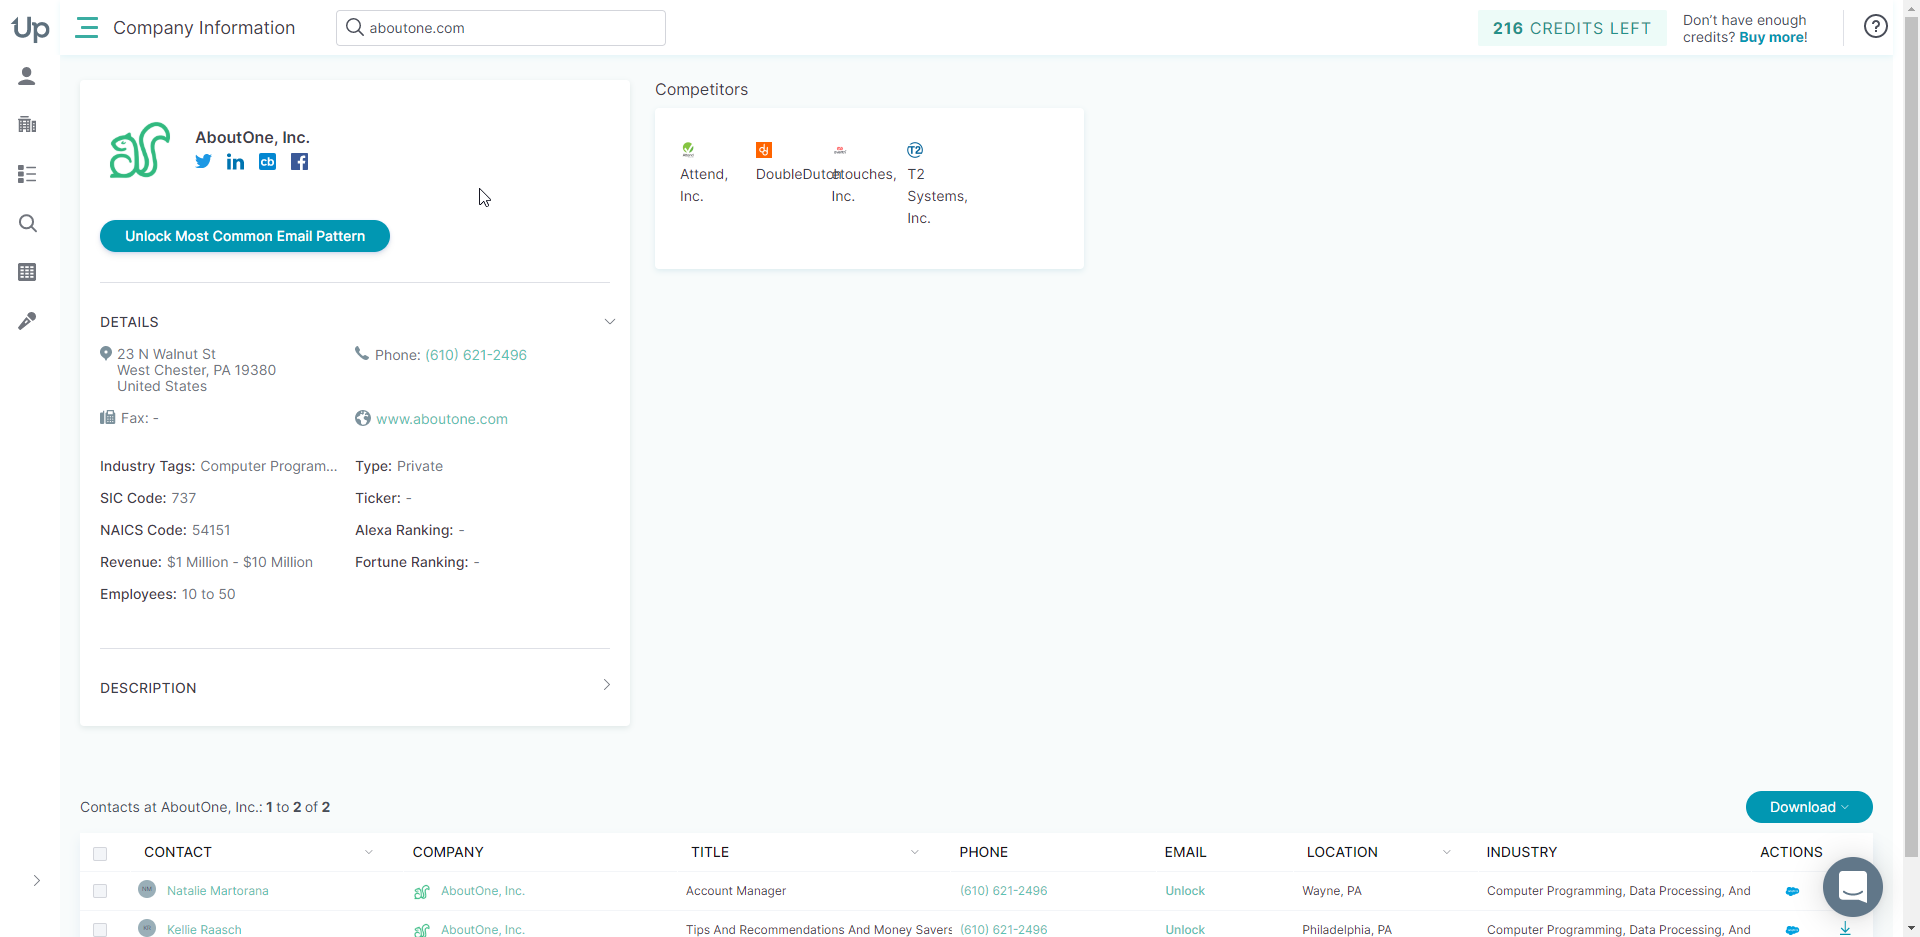 Up
Company Information
aboutone.com
216 CREDITS LEFT
Don't have enough
credits? Buy more!
?
AboutOne, Inc.
cb
Unlock Most Common Email Pattern
DETAILS
23 N Walnut St
West Chester, PA 19380
United States
Phone: (610) 621-2496
Fax: -
www.aboutone.com
Industry Tags: Computer Program...
Type: Private
SIC Code: 737
Ticker: -
NAICS Code: 54151
Alexa Ranking: -
Revenue: $1 Million - $10 Million
Fortune Ranking: -
Employees: 10 to 50
DESCRIPTION
Competitors
Attend,
Inc.
DoubleDutch
etouches,
Inc.
T2
T2
Systems,
Inc.
Contacts at AboutOne, Inc.: 1 to 2 of 2
Download
CONTACT COMPANY TITLE PHONE EMAIL LOCATION INDUSTRY ACTIONS
NM Natalie Martorana AboutOne, Inc. Account Manager (610) 621-2496 Unlock Wayne, PA Computer Programming, Data Processing, And
KR Kellie Raasch AboutOne, Inc. Tips And Recommendations And Money Savers (610) 621-2496 Unlock Philadelphia, PA Computer Programming, Data Processing, And